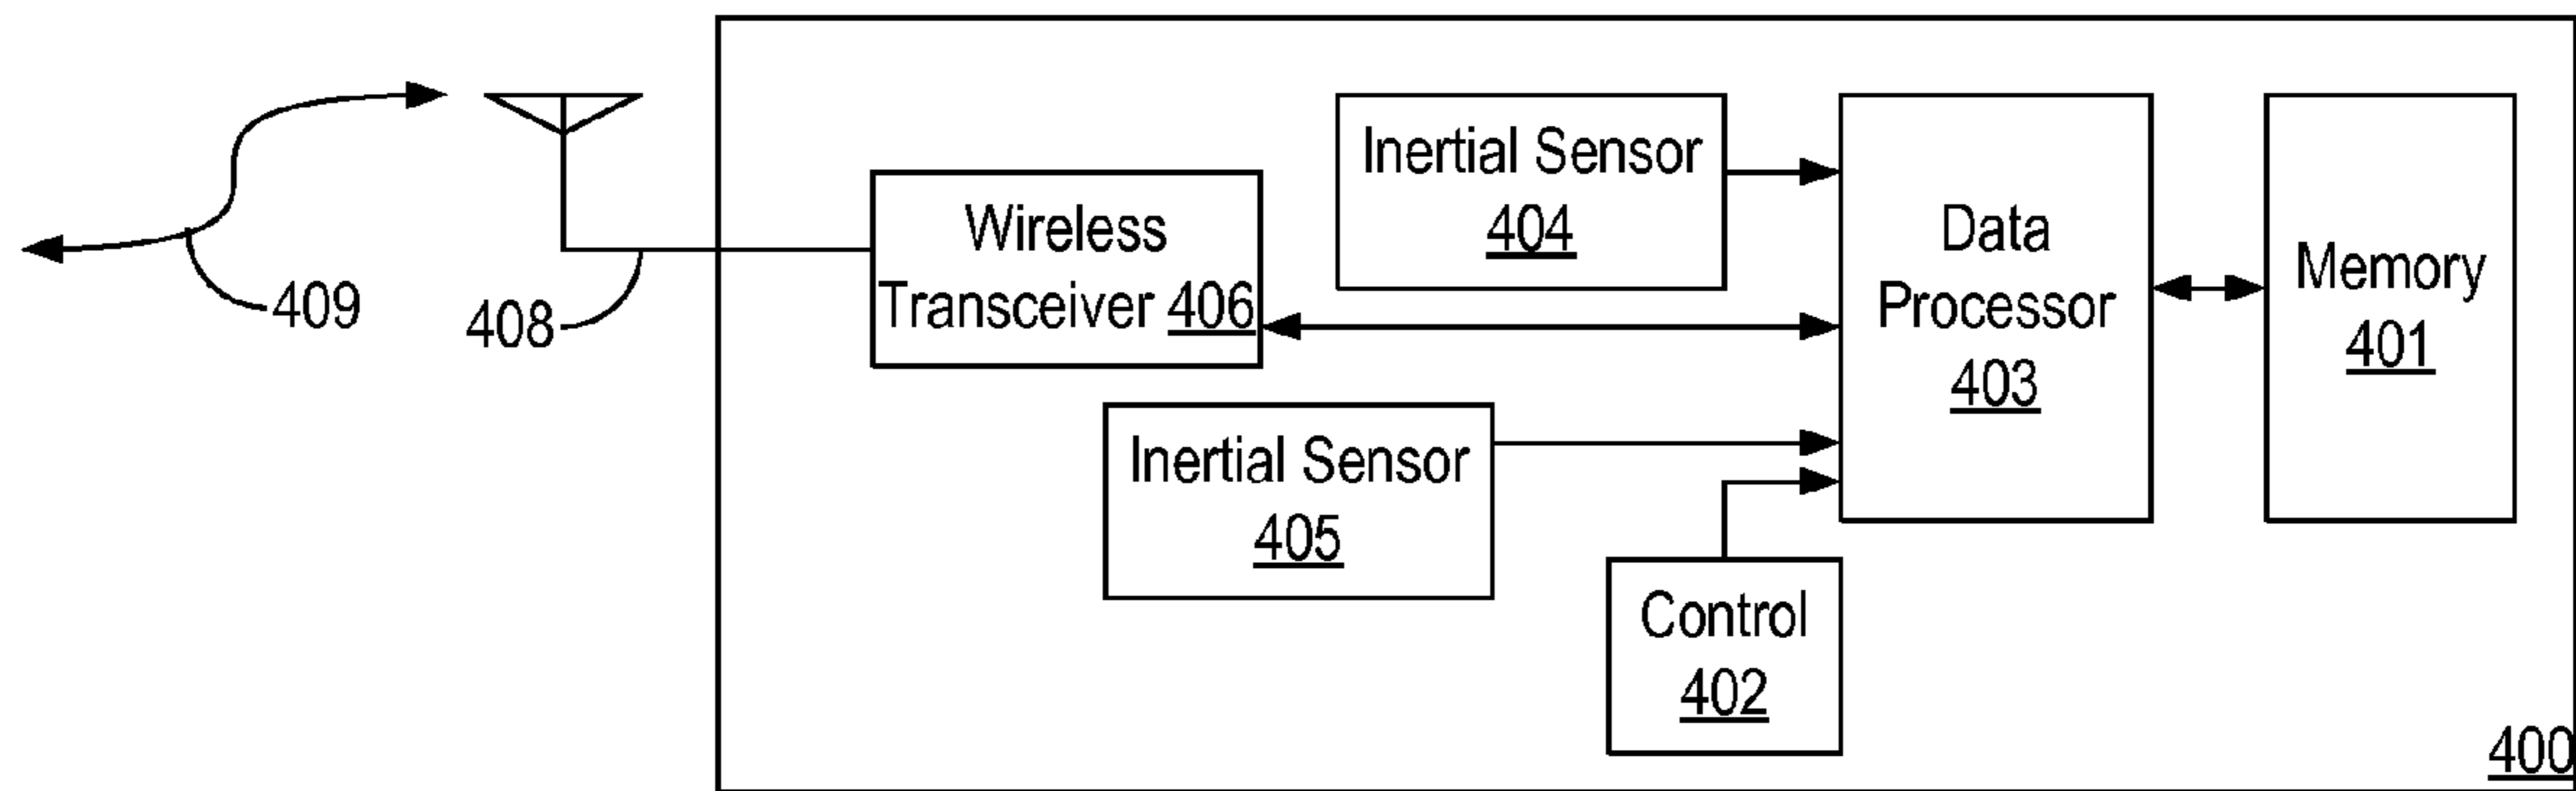 409
408
Wireless
Transceiver 406
Inertial Sensor
404
Inertial Sensor
405
Control
402
Data
Processor
403
Memory
401
400